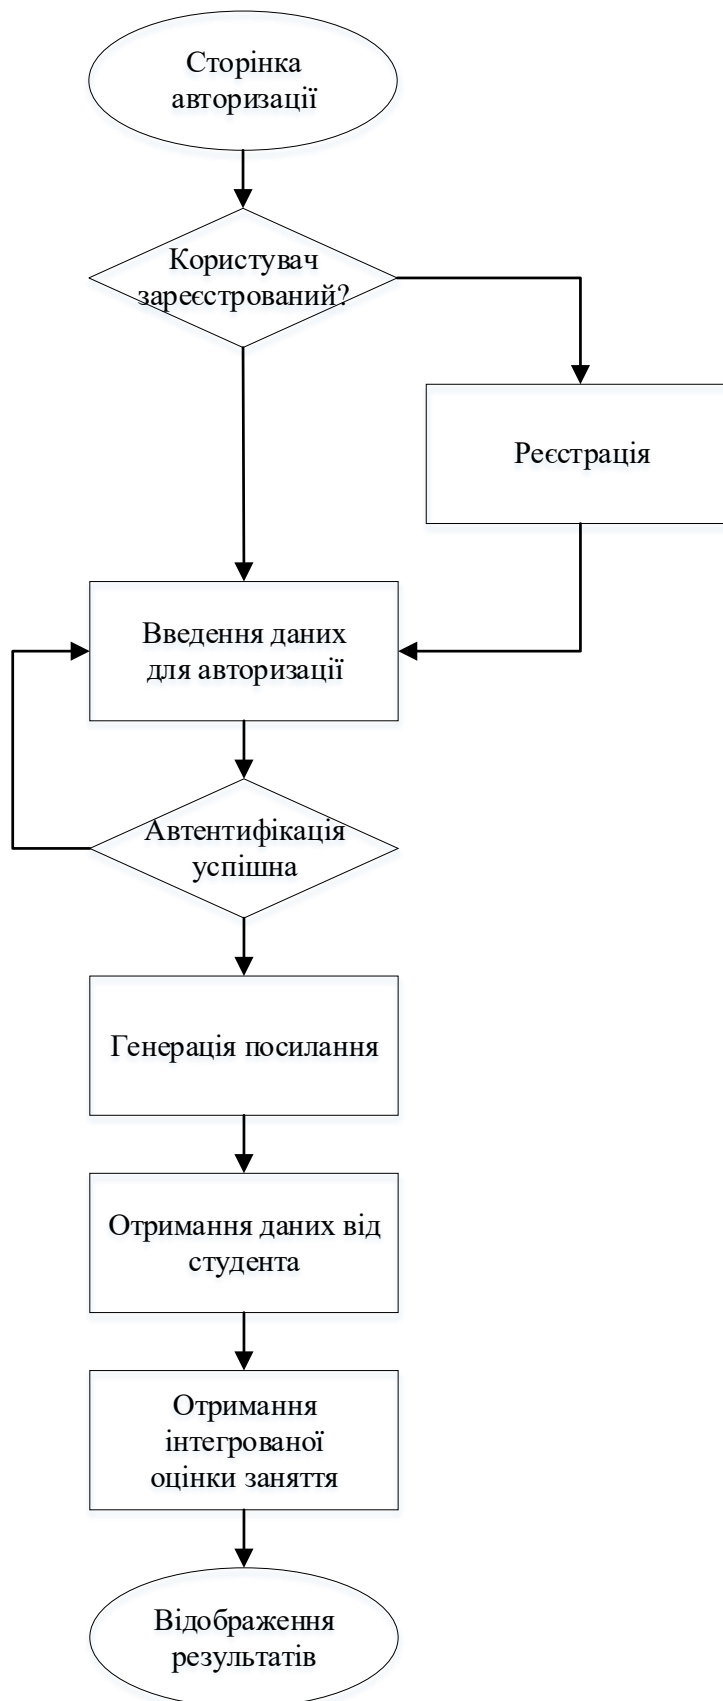 Сторінка
авторизації
Користувач
зареєстрований?
Реєстрація
Введення даних
для авторизації
Автентифікація
успішна
Генерація посилання
Отримання даних від
студента
Отримання
інтегрованої
оцінки заняття
Відображення
результатів